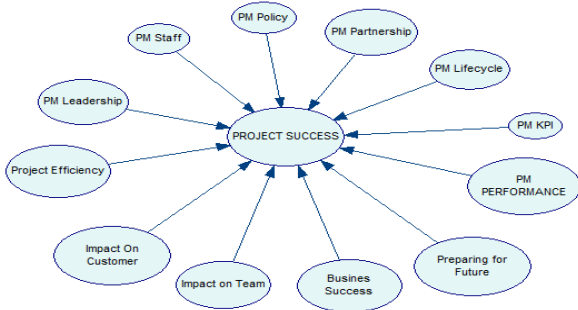 PM Policy
PM Staff
PM Partnership
PM Lifecycle
PM Leadership
PM KPI
PROJECT SUCCESS
Project Efficiency
PM
PERFORMANCE
Impact On
Customer
Impact on Team
Busines
Success
Preparing for
Future